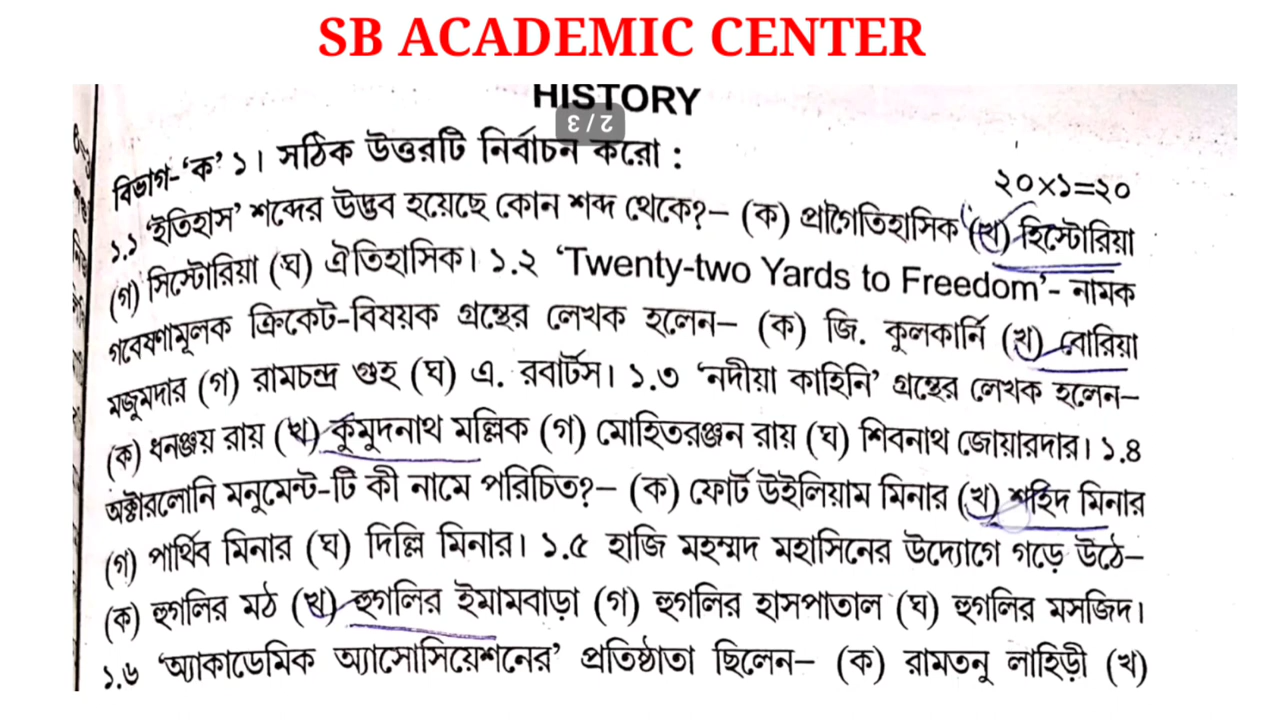 SB ACADEMIC CENTER
HISTORY
2/3
বিভাগ-‘ক’ ১। সঠিক উত্তরটি নির্বাচন করো :
২০×১=২০
১.১ ‘ইতিহাস’ শব্দের উদ্ভব হয়েছে কোন শব্দ থেকে?– (ক) প্রাগৈতিহাসিক (খ) হিস্টোরিয়া
(গ) সিস্টোরিয়া (ঘ) ঐতিহাসিক। ১.২ ‘Twenty-two Yards to Freedom’- নামক
গবেষণামূলক ক্রিকেট-বিষয়ক গ্রন্থের লেখক হলেন– (ক) জি. কুলকার্নি (খ) বোরিয়া
মজুমদার (গ) রামচন্দ্র গুহ (ঘ) এ. রবার্টস। ১.৩ ‘নদীয়া কাহিনি’ গ্রন্থের লেখক হলেন–
(ক) ধনঞ্জয় রায় (খ) কুমুদনাথ মল্লিক (গ) মোহিতরঞ্জন রায় (ঘ) শিবনাথ জোয়ারদার। ১.৪
অক্টারলোনি মনুমেন্ট-টি কী নামে পরিচিত?– (ক) ফোর্ট উইলিয়াম মিনার (খ) শহিদ মিনার
(গ) পার্থিব মিনার (ঘ) দিল্লি মিনার। ১.৫ হাজি মহম্মদ মহাসিনের উদ্যোগে গড়ে উঠে–
(ক) হুগলির মঠ (খ) হুগলির ইমামবাড়া (গ) হুগলির হাসপাতাল (ঘ) হুগলির মসজিদ।
১.৬ ‘অ্যাকাডেমিক অ্যাসোসিয়েশনের’ প্রতিষ্ঠাতা ছিলেন– (ক) রামতনু লাহিড়ী (খ)